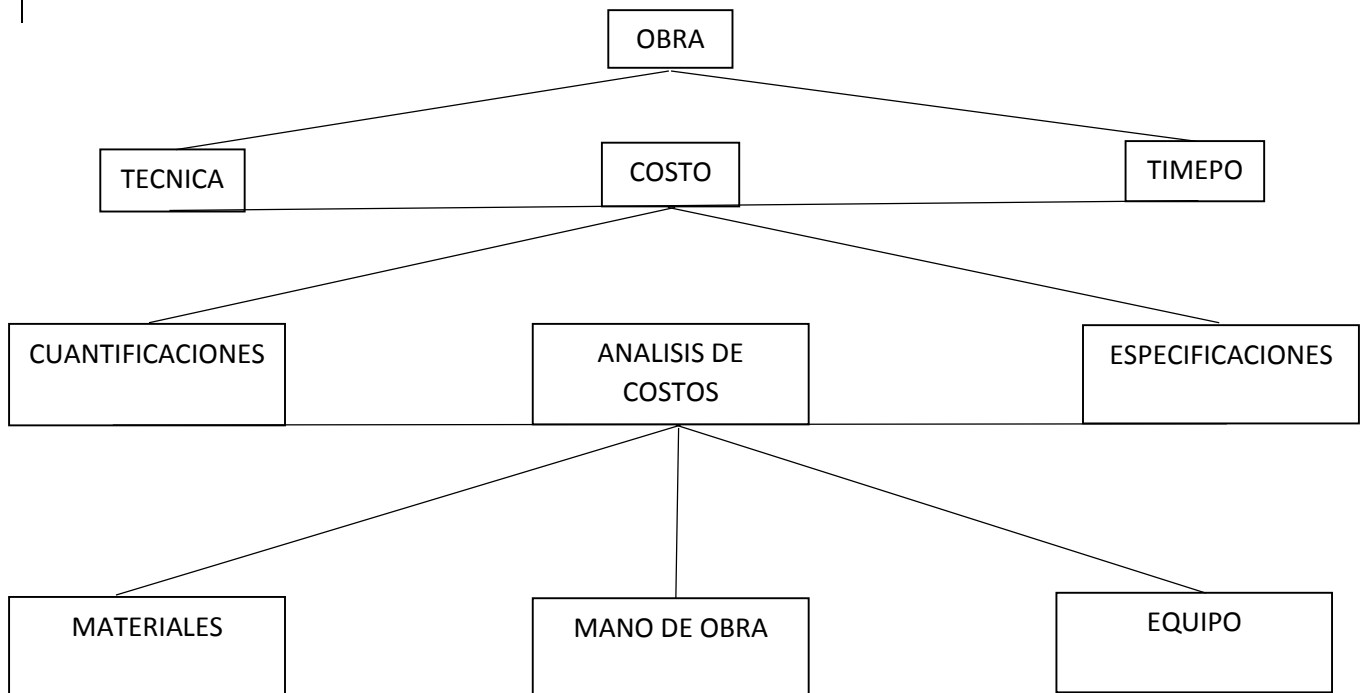 OBRA
TECNICA
COSTO
TIMEPO
CUANTIFICACIONES
ANALISIS DE
COSTOS
ESPECIFICACIONES
MATERIALES
MANO DE OBRA
EQUIPO